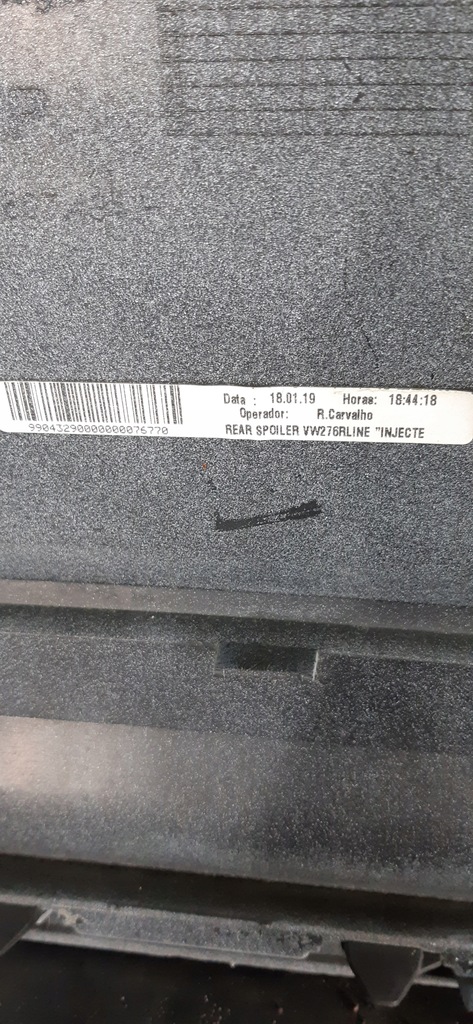 Data : 18.01.19 Horas: 18:44:18
Operador: R.Carvalho
99043290000000076770 REAR SPOILER VW276RLINE "INJECTE